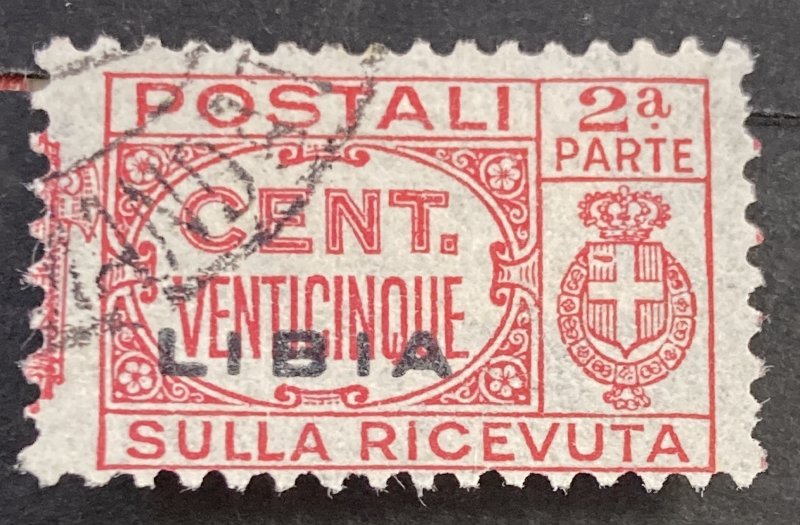 POSTALI
2ª
PARTE
CENT.
VENTICINQUE
LIBIA
SULLA RICEVUTA